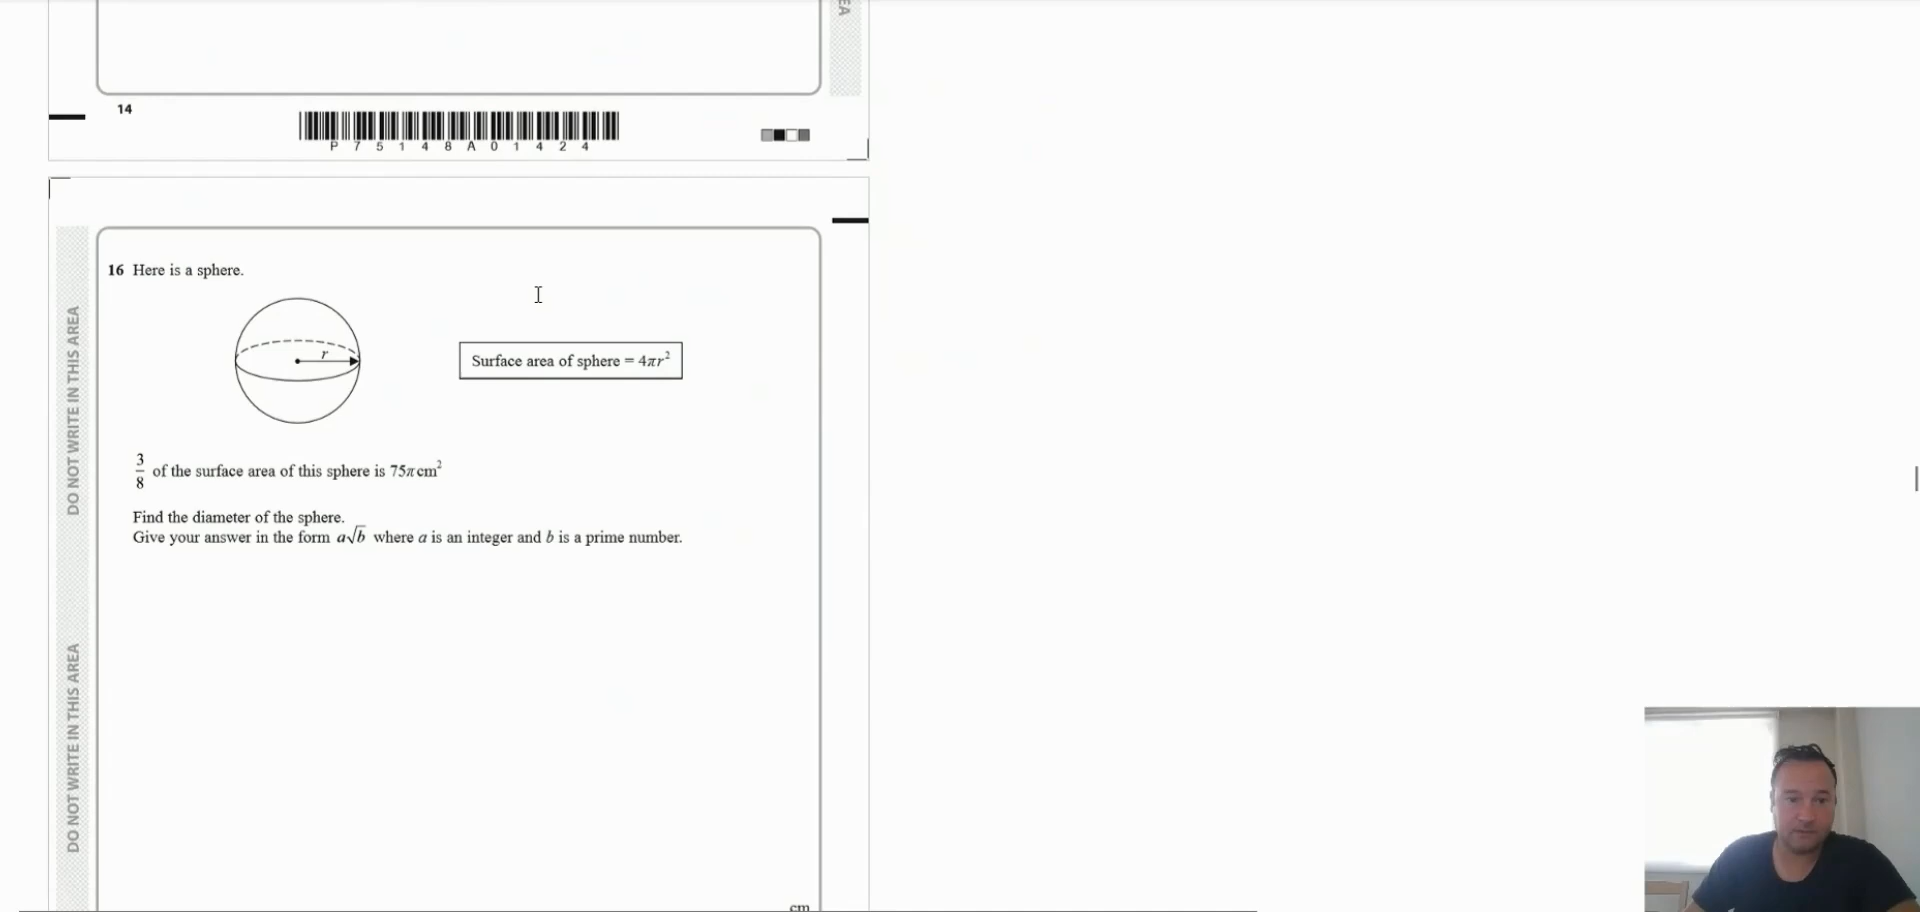 EA
14
P 7 5 1 4 8 A 0 1 4 2 4
DO NOT WRITE IN THIS AREA
DO NOT WRITE IN THIS AREA
16 Here is a sphere.
r
Surface area of sphere = 4πr²
3/8 of the surface area of this sphere is 75π cm²
Find the diameter of the sphere.
Give your answer in the form a√b where a is an integer and b is a prime number.
cm